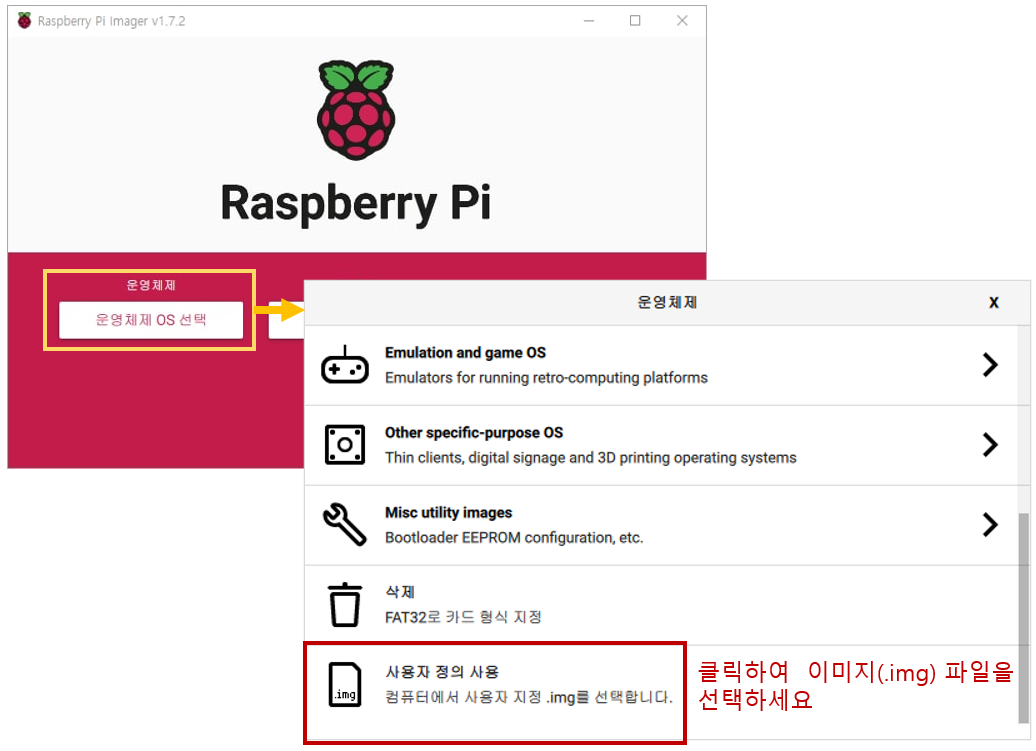 Raspberry Pi Imager v1.7.2
Raspberry Pi
운영체제
운영체제 OS 선택
운영체제
X
Emulation and game OS
Emulators for running retro-computing platforms
Other specific-purpose OS
Thin clients, digital signage and 3D printing operating systems
Misc utility images
Bootloader EEPROM configuration, etc.
삭제
FAT32로 카드 형식 지정
.img
사용자 정의 사용
컴퓨터에서 사용자 지정 .img를 선택합니다.
클릭하여 이미지(.img) 파일을
선택하세요